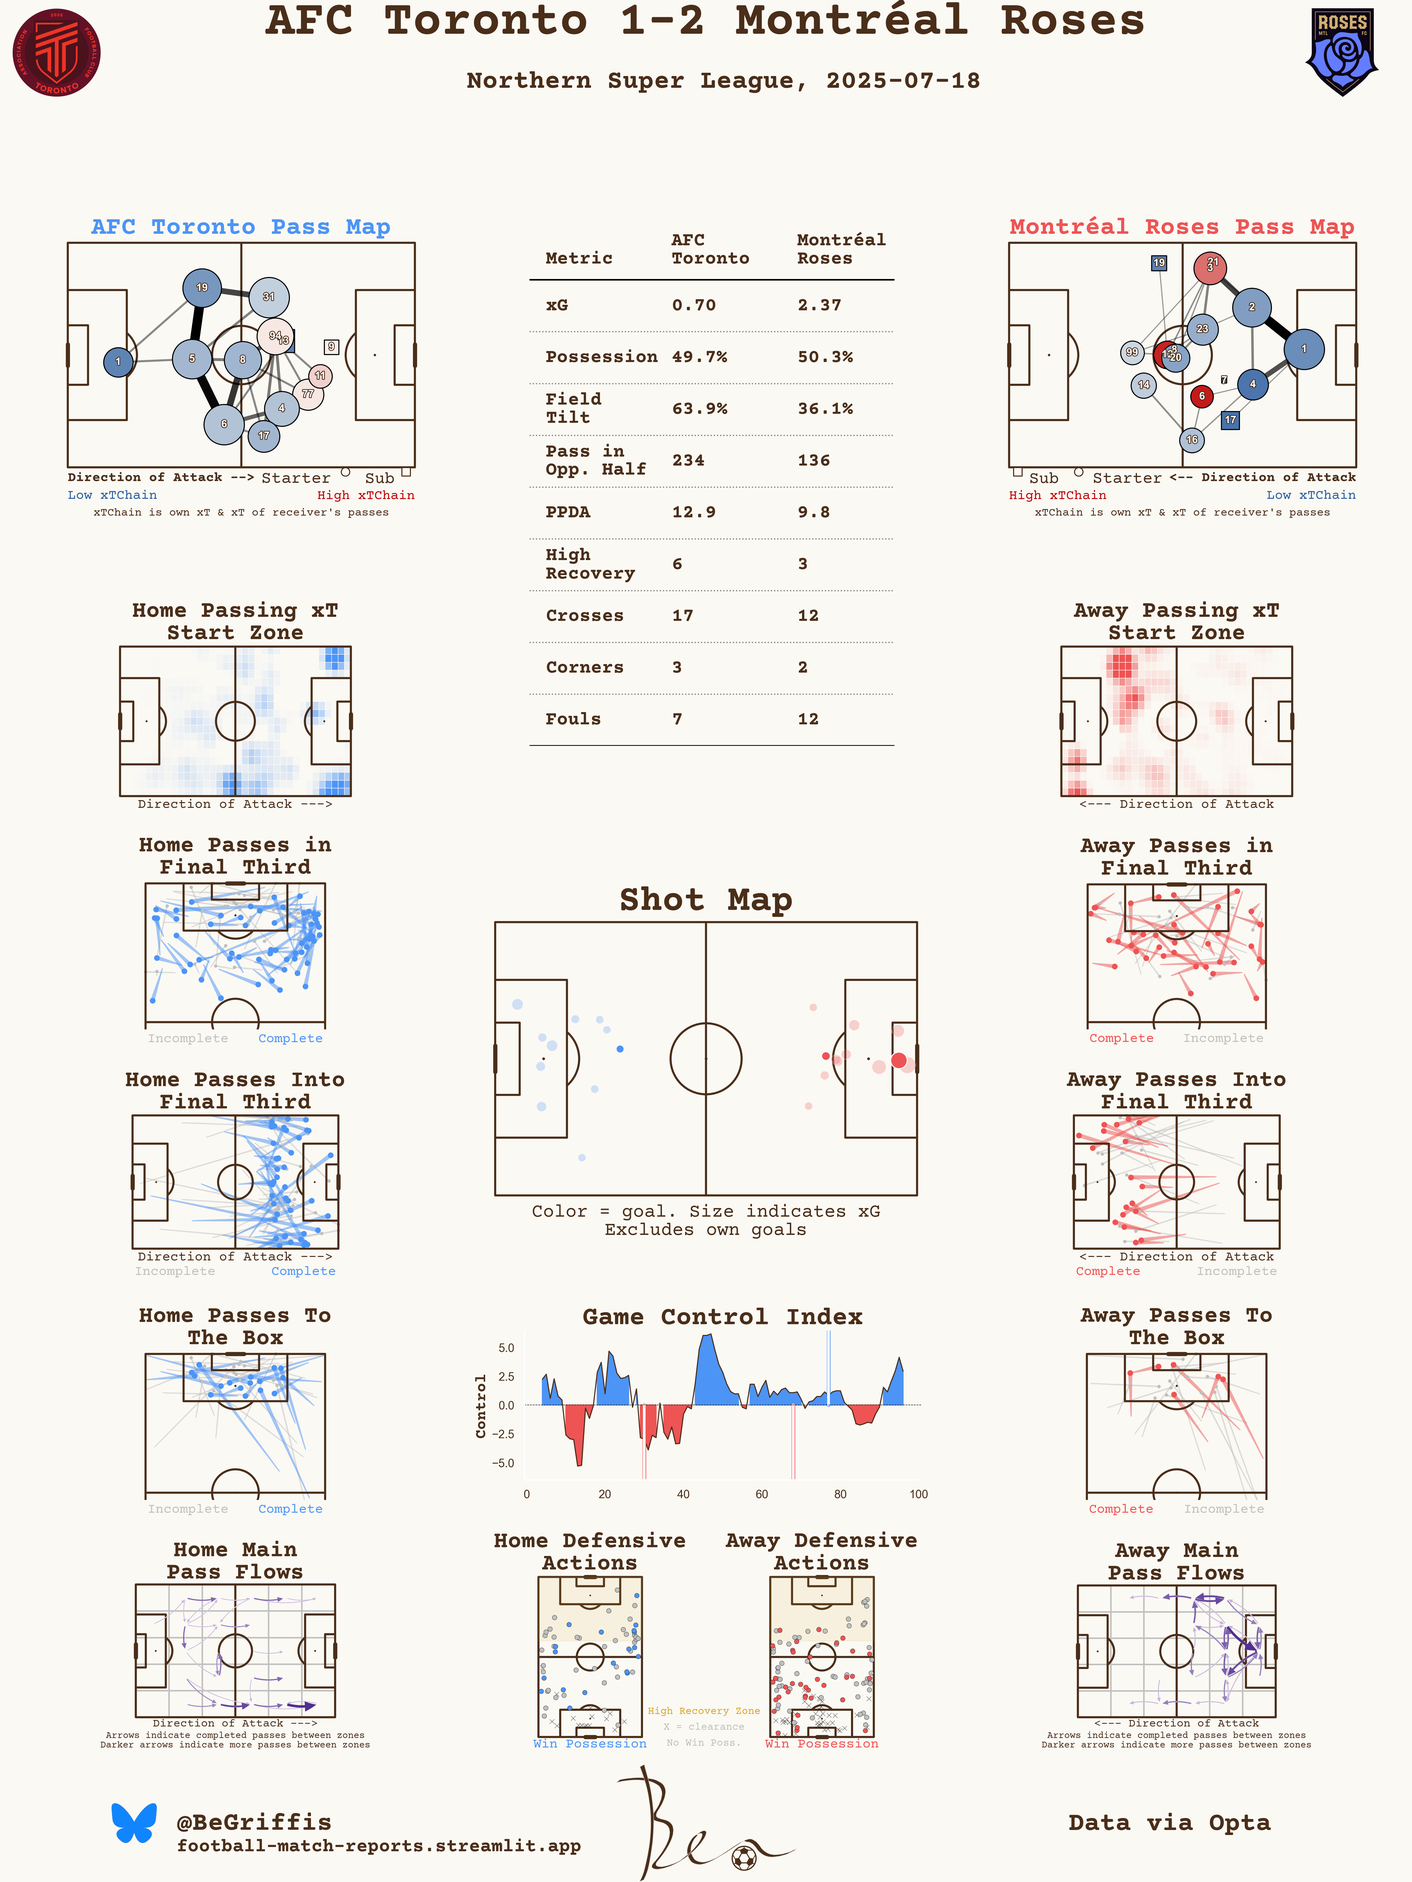 AFC Toronto 1-2 Montréal Roses
Northern Super League, 2025-07-18
1998
ASSOCIATION
FOOTBALL CLUB
TORONTO
ROSES
MTL FC
AFC Toronto Pass Map
19
31
94
13
9
1
5
8
11
77
4
6
17
Direction of Attack --> Starter Sub
Low xTChain High xTChain
xTChain is own xT & xT of receiver's passes
Metric AFC Toronto Montréal Roses
xG 0.70 2.37
Possession 49.7% 50.3%
Field Tilt 63.9% 36.1%
Pass in Opp. Half 234 136
PPDA 12.9 9.8
High Recovery 6 3
Crosses 17 12
Corners 3 2
Fouls 7 12
Montréal Roses Pass Map
19
21
3
2
23
1
99
8
20
7
14
4
6
17
16
Sub Starter <-- Direction of Attack
High xTChain Low xTChain
xTChain is own xT & xT of receiver's passes
Home Passing xT
Start Zone
Direction of Attack --->
Away Passing xT
Start Zone
<--- Direction of Attack
Home Passes in
Final Third
Incomplete Complete
Away Passes in
Final Third
Complete Incomplete
Shot Map
Color = goal. Size indicates xG
Excludes own goals
Home Passes Into
Final Third
Direction of Attack --->
Incomplete Complete
Away Passes Into
Final Third
<--- Direction of Attack
Complete Incomplete
Home Passes To
The Box
Incomplete Complete
Game Control Index
Control
5.0
2.5
0.0
−2.5
−5.0
0 20 40 60 80 100
Away Passes To
The Box
Complete Incomplete
Home Main
Pass Flows
Direction of Attack --->
Arrows indicate completed passes between zones
Darker arrows indicate more passes between zones
Home Defensive
Actions
Win Possession
High Recovery Zone
X = clearance
No Win Poss.
Away Defensive
Actions
Win Possession
Away Main
Pass Flows
<--- Direction of Attack
Arrows indicate completed passes between zones
Darker arrows indicate more passes between zones
@BeGriffis
football-match-reports.streamlit.app
Ben
Data via Opta